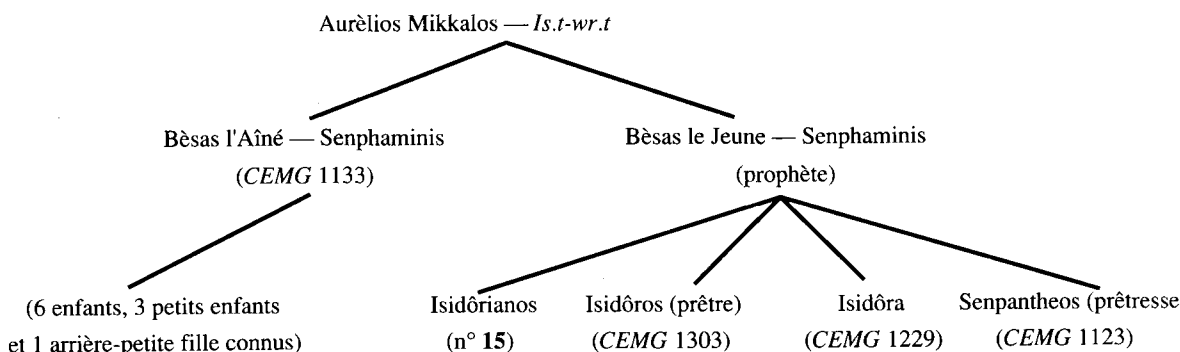 Aurèlios Mikkalos — Is.t-wr.t
Bèsas l'Aîné — Senphaminis
(CEMG 1133)
Bèsas le Jeune — Senphaminis
(prophète)
(6 enfants, 3 petits enfants
et 1 arrière-petite fille connus)
Isidôrianos
(n° 15)
Isidôros (prêtre)
(CEMG 1303)
Isidôra
(CEMG 1229)
Senpantheos (prêtresse
(CEMG 1123)